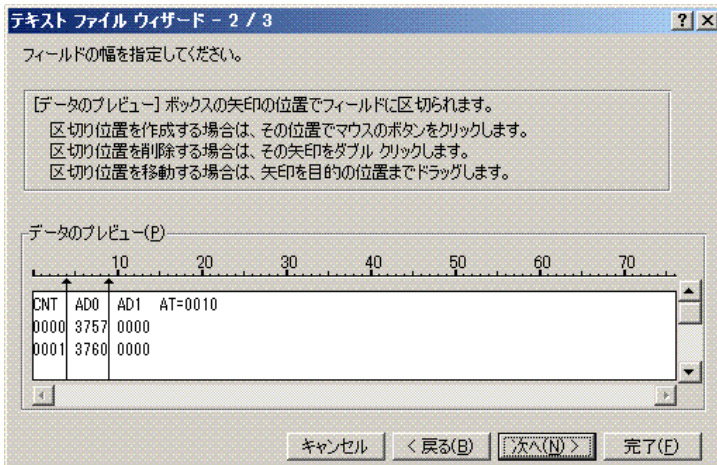 テキスト ファイル ウィザード - 2 / 3
フィールドの幅を指定してください。
[データのプレビュー] ボックスの矢印の位置でフィールドに区切られます。
区切り位置を作成する場合は、その位置でマウスのボタンをクリックします。
区切り位置を削除する場合は、その矢印をダブル クリックします。
区切り位置を移動する場合は、矢印を目的の位置までドラッグします。
データのプレビュー(P)
10 20 30 40 50 60 70
CNT AD0 AD1 AT=0010
0000 3757 0000
0001 3760 0000
キャンセル < 戻る(B) 次へ(N) > 完了(F)